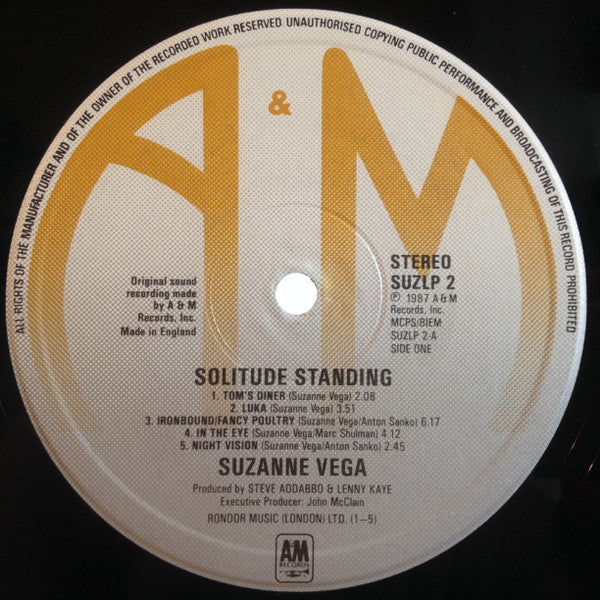 ALL RIGHTS OF THE MANUFACTURER AND OF THE OWNER OF THE RECORDED WORK RESERVED. UNAUTHORISED COPYING PUBLIC PERFORMANCE AND BROADCASTING OF THIS RECORD PROHIBITED
A & M
Original sound
recording made
by A & M
Records, Inc.
Made in England
STEREO
SUZLP 2
℗ 1987 A & M
Records, Inc.
MCPS/BIEM
SUZLP 2-A
SIDE ONE
SOLITUDE STANDING
1. TOM'S DINER (Suzanne Vega) 2.08
2. LUKA (Suzanne Vega) 3.51
3. IRONBOUND/FANCY POULTRY (Suzanne Vega/Anton Sanko) 6.17
4. IN THE EYE (Suzanne Vega/Marc Shulman) 4.12
5. NIGHT VISION (Suzanne Vega/Anton Sanko) 2.45
SUZANNE VEGA
Produced by STEVE ADDABBO & LENNY KAYE
Executive Producer: John McClain
RONDOR MUSIC (LONDON) LTD. (1–5)
A&M
RECORDS